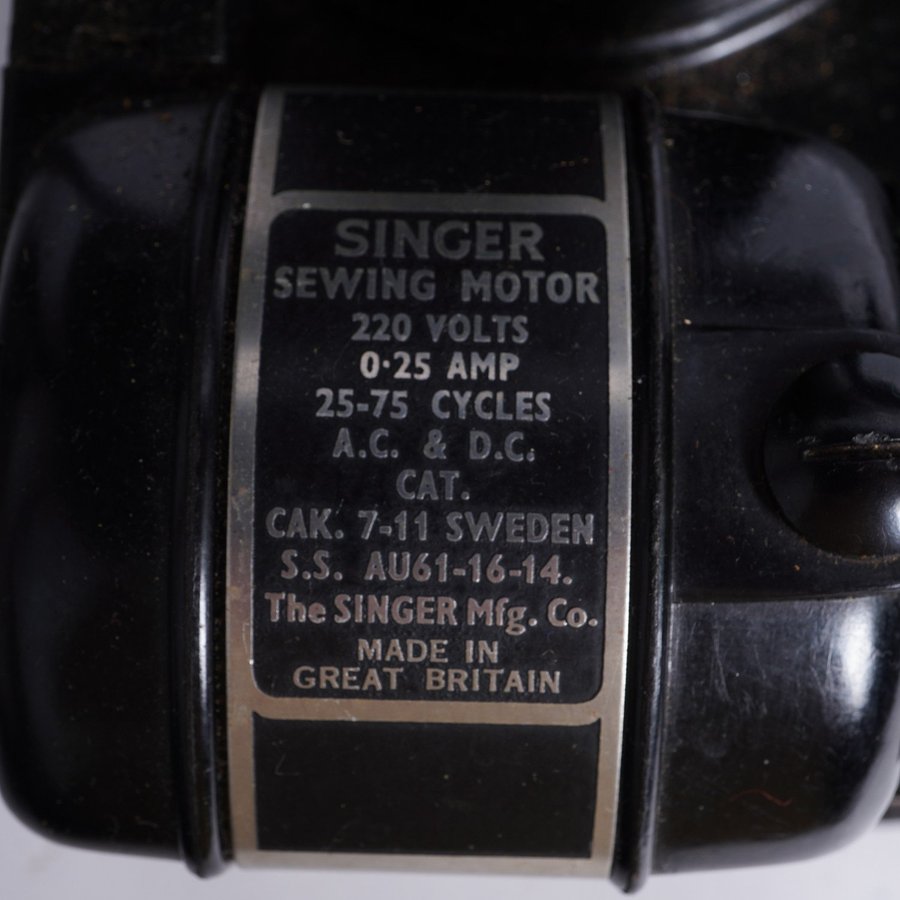 SINGER
SEWING MOTOR
220 VOLTS
0·25 AMP
25-75 CYCLES
A.C. & D.C.
CAT.
CAK. 7-11 SWEDEN
S.S. AU61-16-14.
The SINGER Mfg. Co.
MADE IN
GREAT BRITAIN